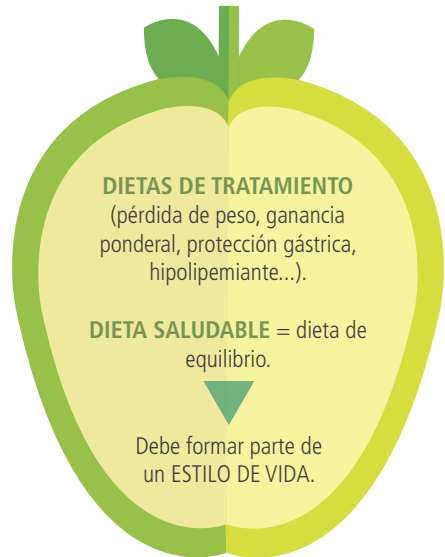 DIETAS DE TRATAMIENTO
(pérdida de peso, ganancia
ponderal, protección gástrica,
hipolipemiante...).
DIETA SALUDABLE = dieta de
equilibrio.
Debe formar parte de
un ESTILO DE VIDA.